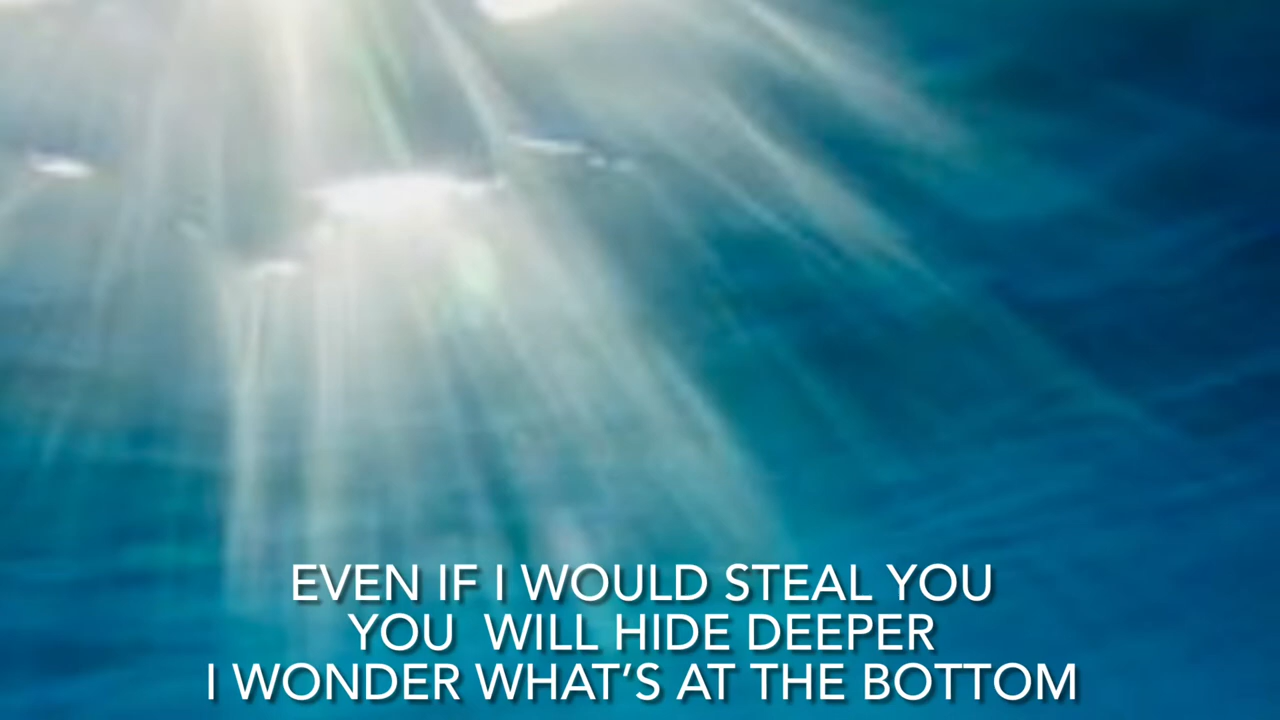 EVEN IF I WOULD STEAL YOU
YOU  WILL HIDE DEEPER
I WONDER WHAT’S AT THE BOTTOM